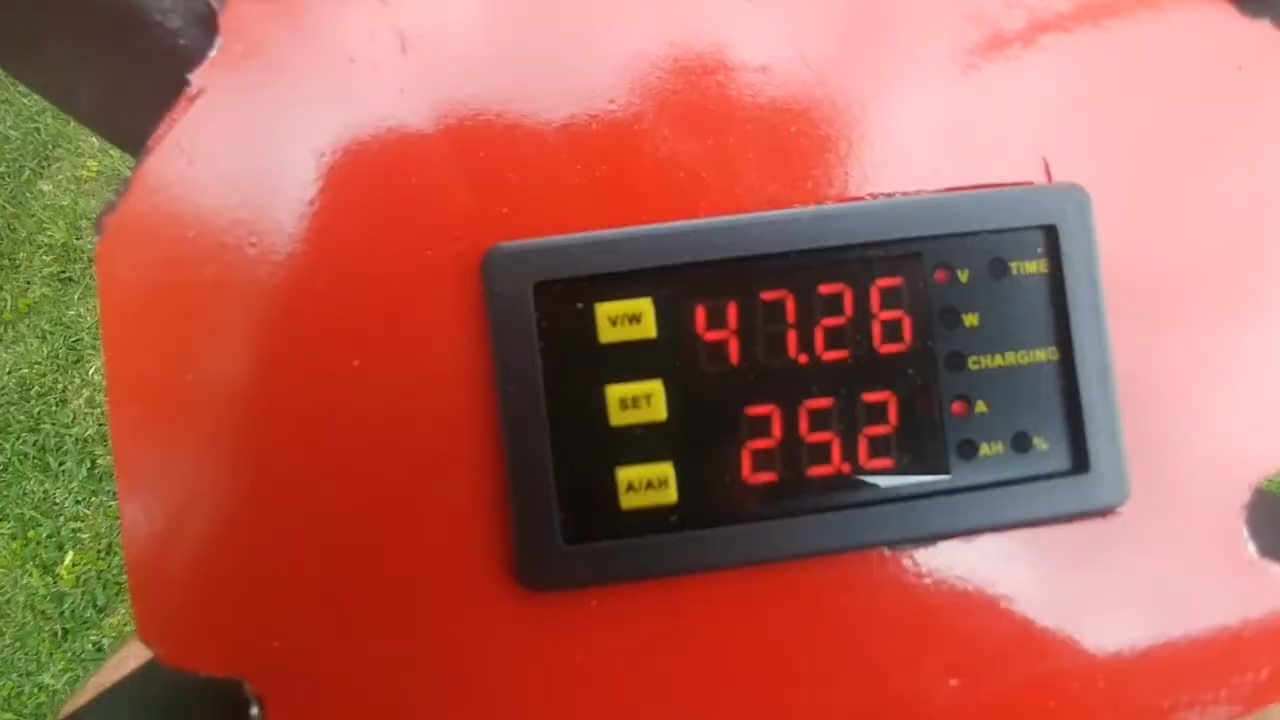 V/W 47.26 V TIME
W
SET CHARGING
25.2 A
A/AH AH %